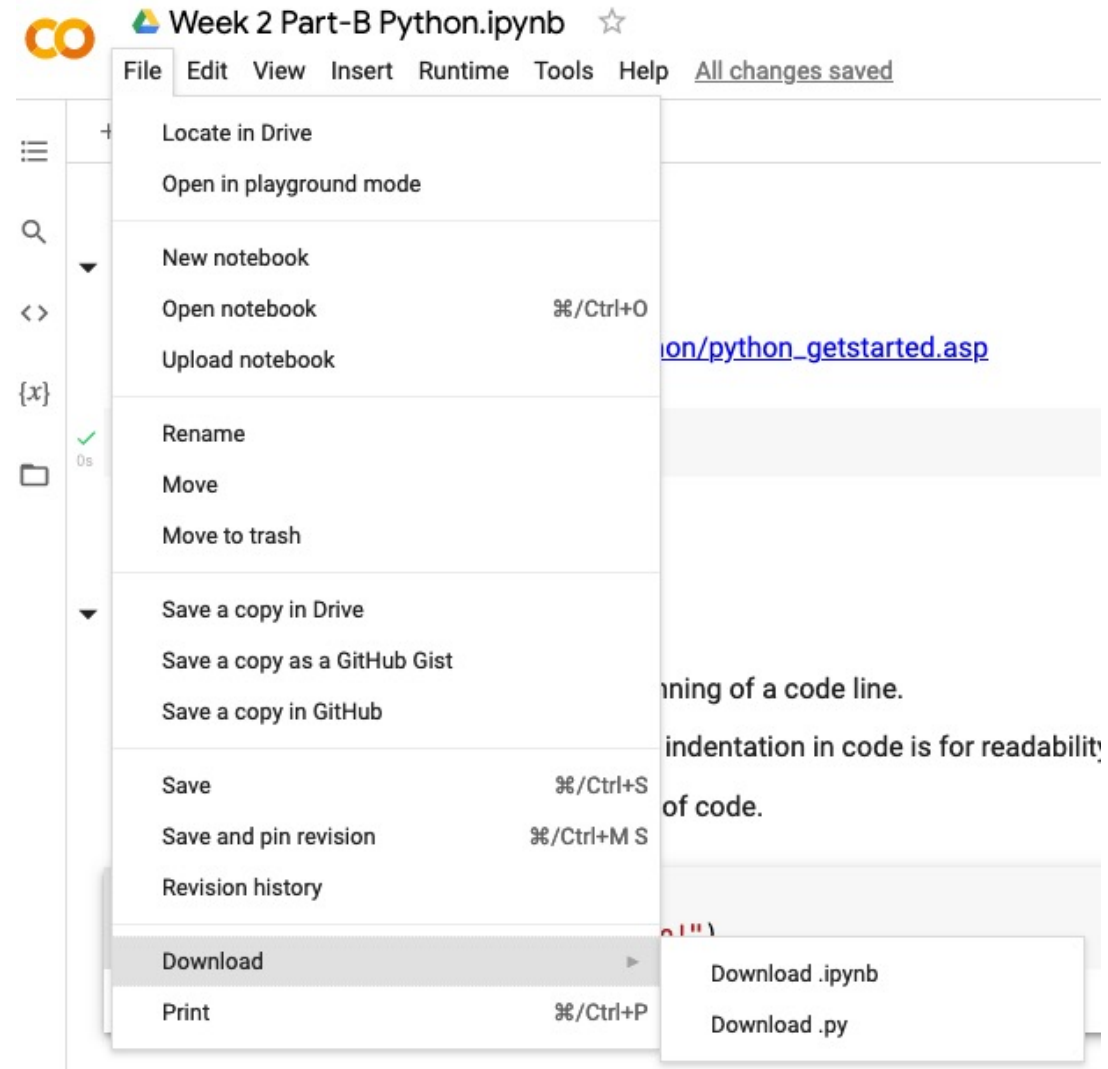 Week 2 Part-B Python.ipynb
File Edit View Insert Runtime Tools Help All changes saved
Locate in Drive
Open in playground mode
New notebook
Open notebook ⌘/Ctrl+O
Upload notebook
on/python_getstarted.asp
{x}
Rename
0s
Move
Move to trash
Save a copy in Drive
Save a copy as a GitHub Gist
Save a copy in GitHub
nning of a code line.
indentation in code is for readability
Save ⌘/Ctrl+S
of code.
Save and pin revision ⌘/Ctrl+M S
Revision history
!")
Download
Download .ipynb
Print ⌘/Ctrl+P
Download .py